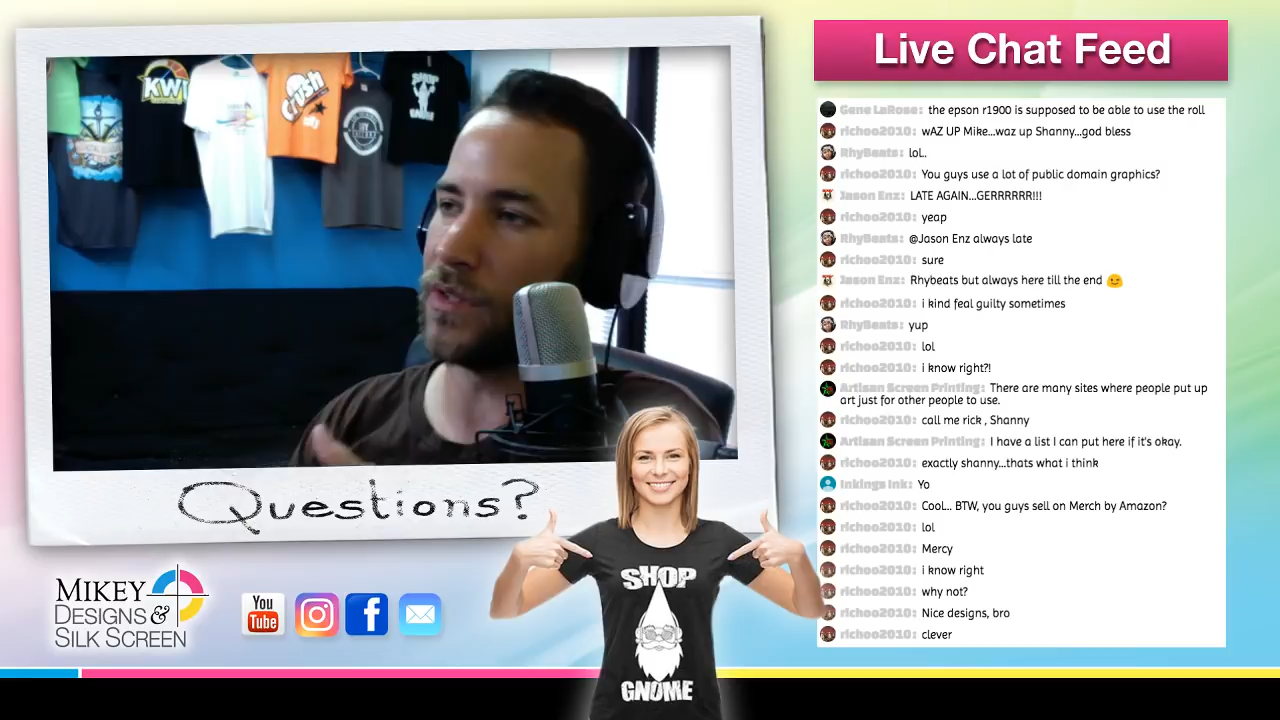 Live Chat Feed
Gene LaRose: the epson r1900 is supposed to be able to use the roll
richoo2010: wAZ UP Mike...waz up Shanny...god bless
RhyBeats: lol..
richoo2010: You guys use a lot of public domain graphics?
Jason Enz: LATE AGAIN...GERRRRRR!!!
richoo2010: yeap
RhyBeats: @Jason Enz always late
richoo2010: sure
Jason Enz: Rhybeats but always here till the end 😊
richoo2010: i kind feal guilty sometimes
RhyBeats: yup
richoo2010: lol
richoo2010: i know right?!
Artisan Screen Printing: There are many sites where people put up
art just for other people to use.
richoo2010: call me rick , Shanny
Artisan Screen Printing: I have a list I can put here if it's okay.
richoo2010: exactly shanny...thats what i think
Inkings Ink: Yo
richoo2010: Cool... BTW, you guys sell on Merch by Amazon?
richoo2010: lol
richoo2010: Mercy
richoo2010: i know right
richoo2010: why not?
richoo2010: Nice designs, bro
richoo2010: clever
KWI
Crush
SHOP
GNOME
Questions?
MIKEY
DESIGNS &
SILK SCREEN
You
Tube
f
SHOP
GNOME